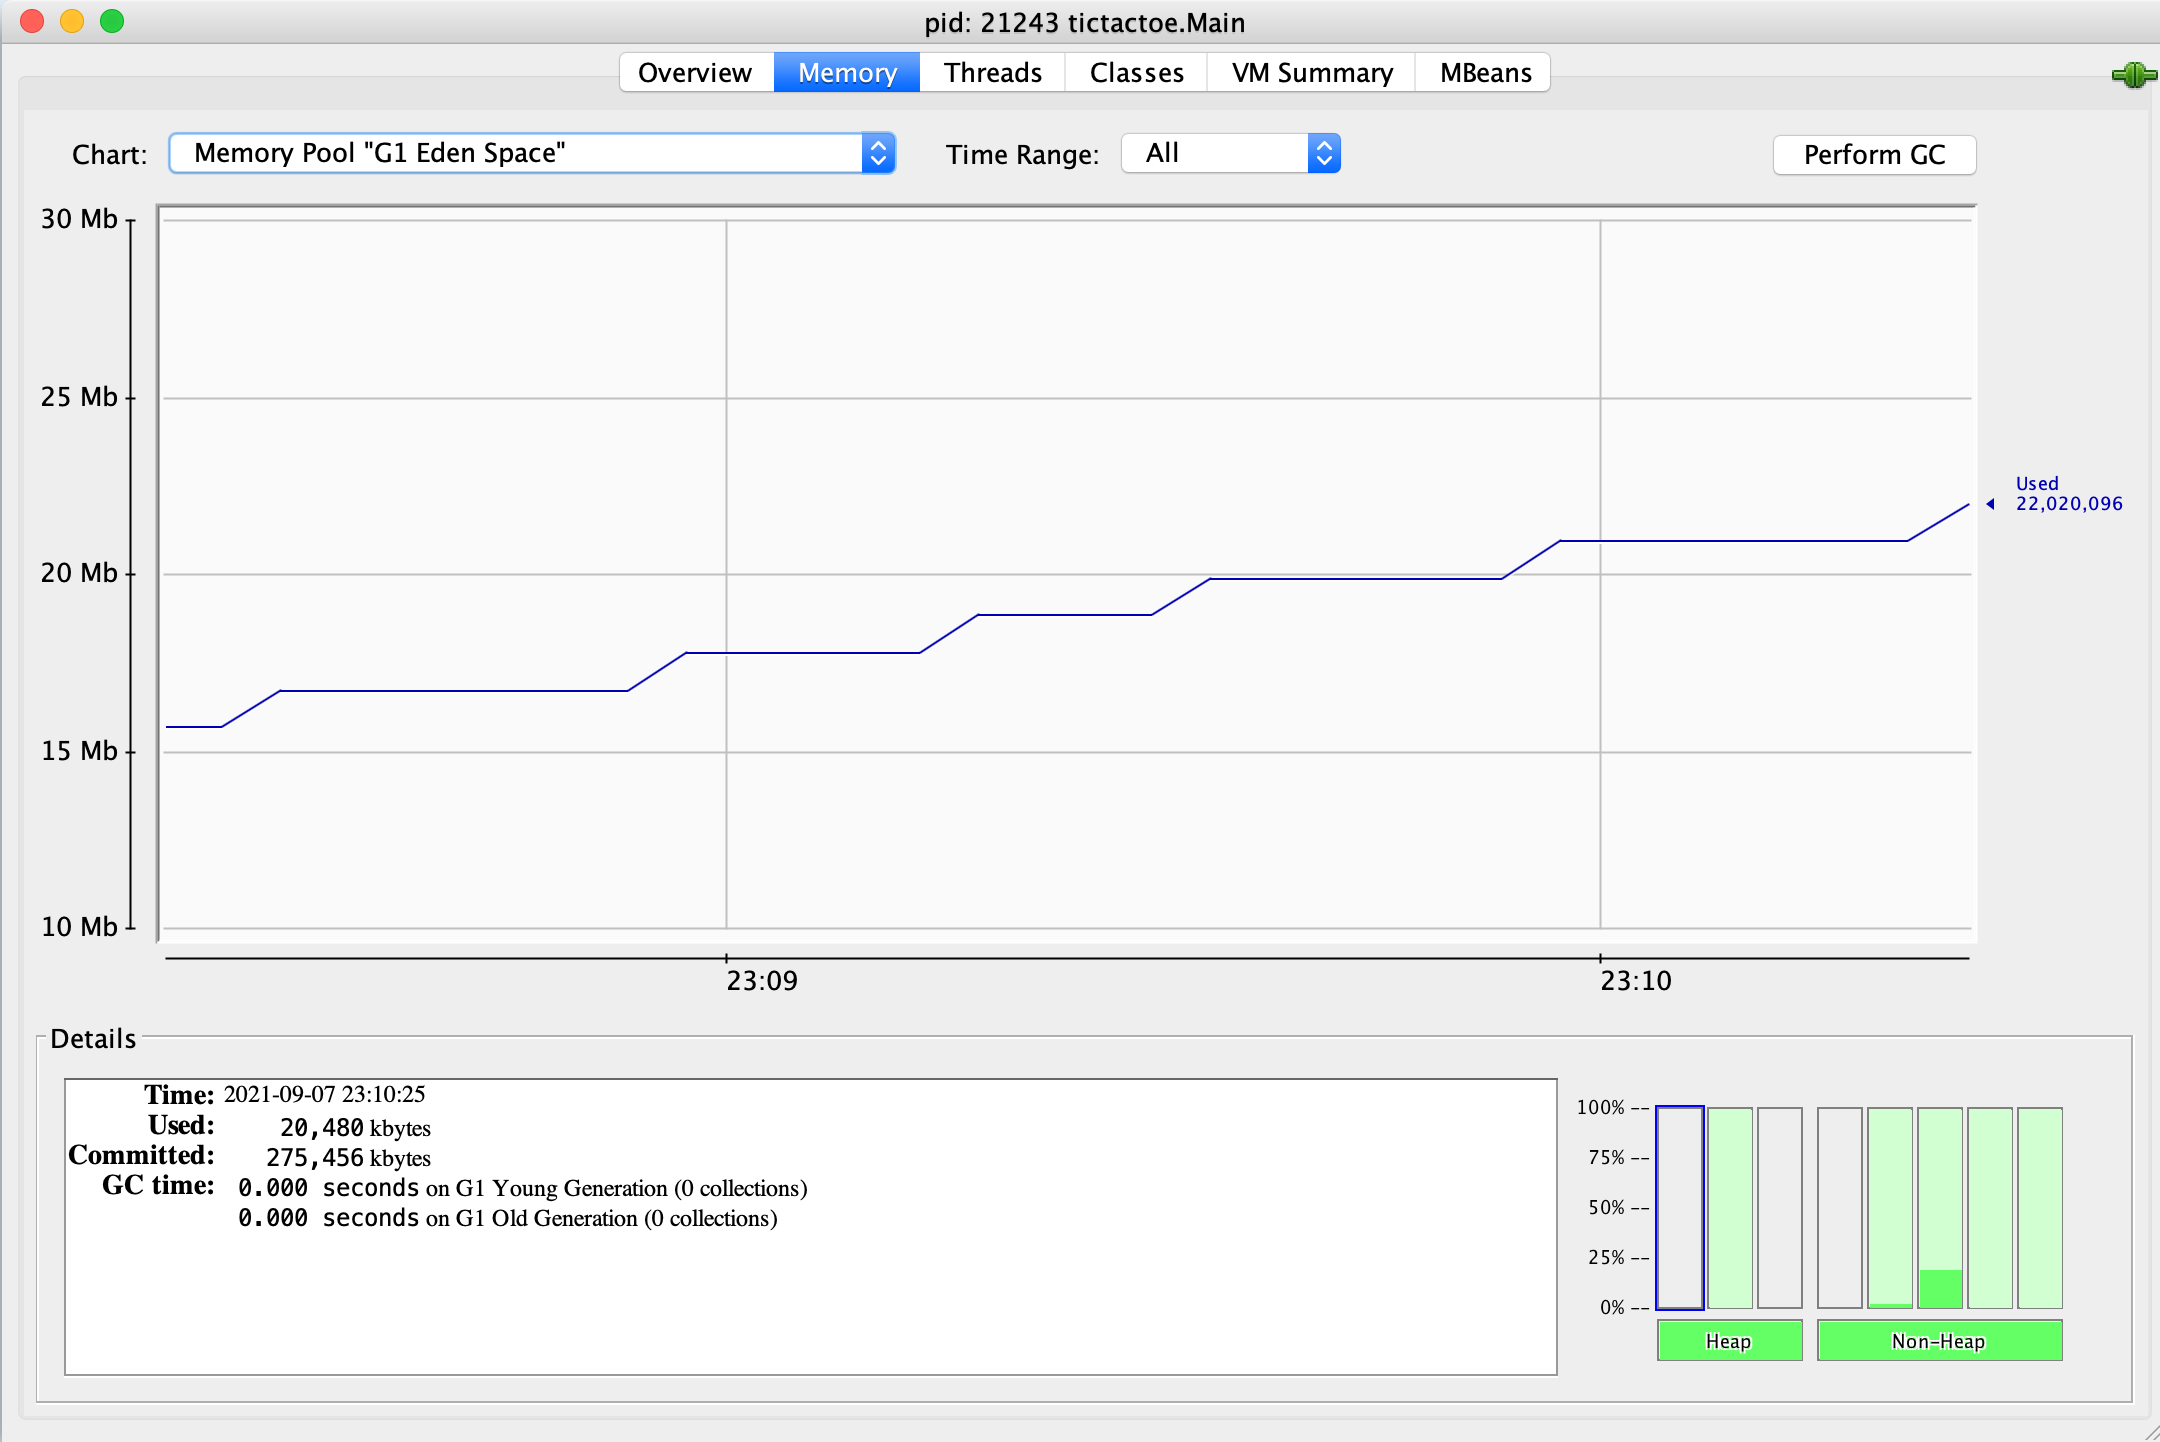 pid: 21243 tictactoe.Main
Overview Memory Threads Classes VM Summary MBeans
Chart: Memory Pool "G1 Eden Space" Time Range: All Perform GC
30 Mb
25 Mb
Used
22,020,096
20 Mb
15 Mb
10 Mb
23:09 23:10
Details
Time: 2021-09-07 23:10:25
Used: 20,480 kbytes
Committed: 275,456 kbytes
GC time: 0.000 seconds on G1 Young Generation (0 collections)
0.000 seconds on G1 Old Generation (0 collections)
100% --
75% --
50% --
25% --
0% --
Heap Non-Heap